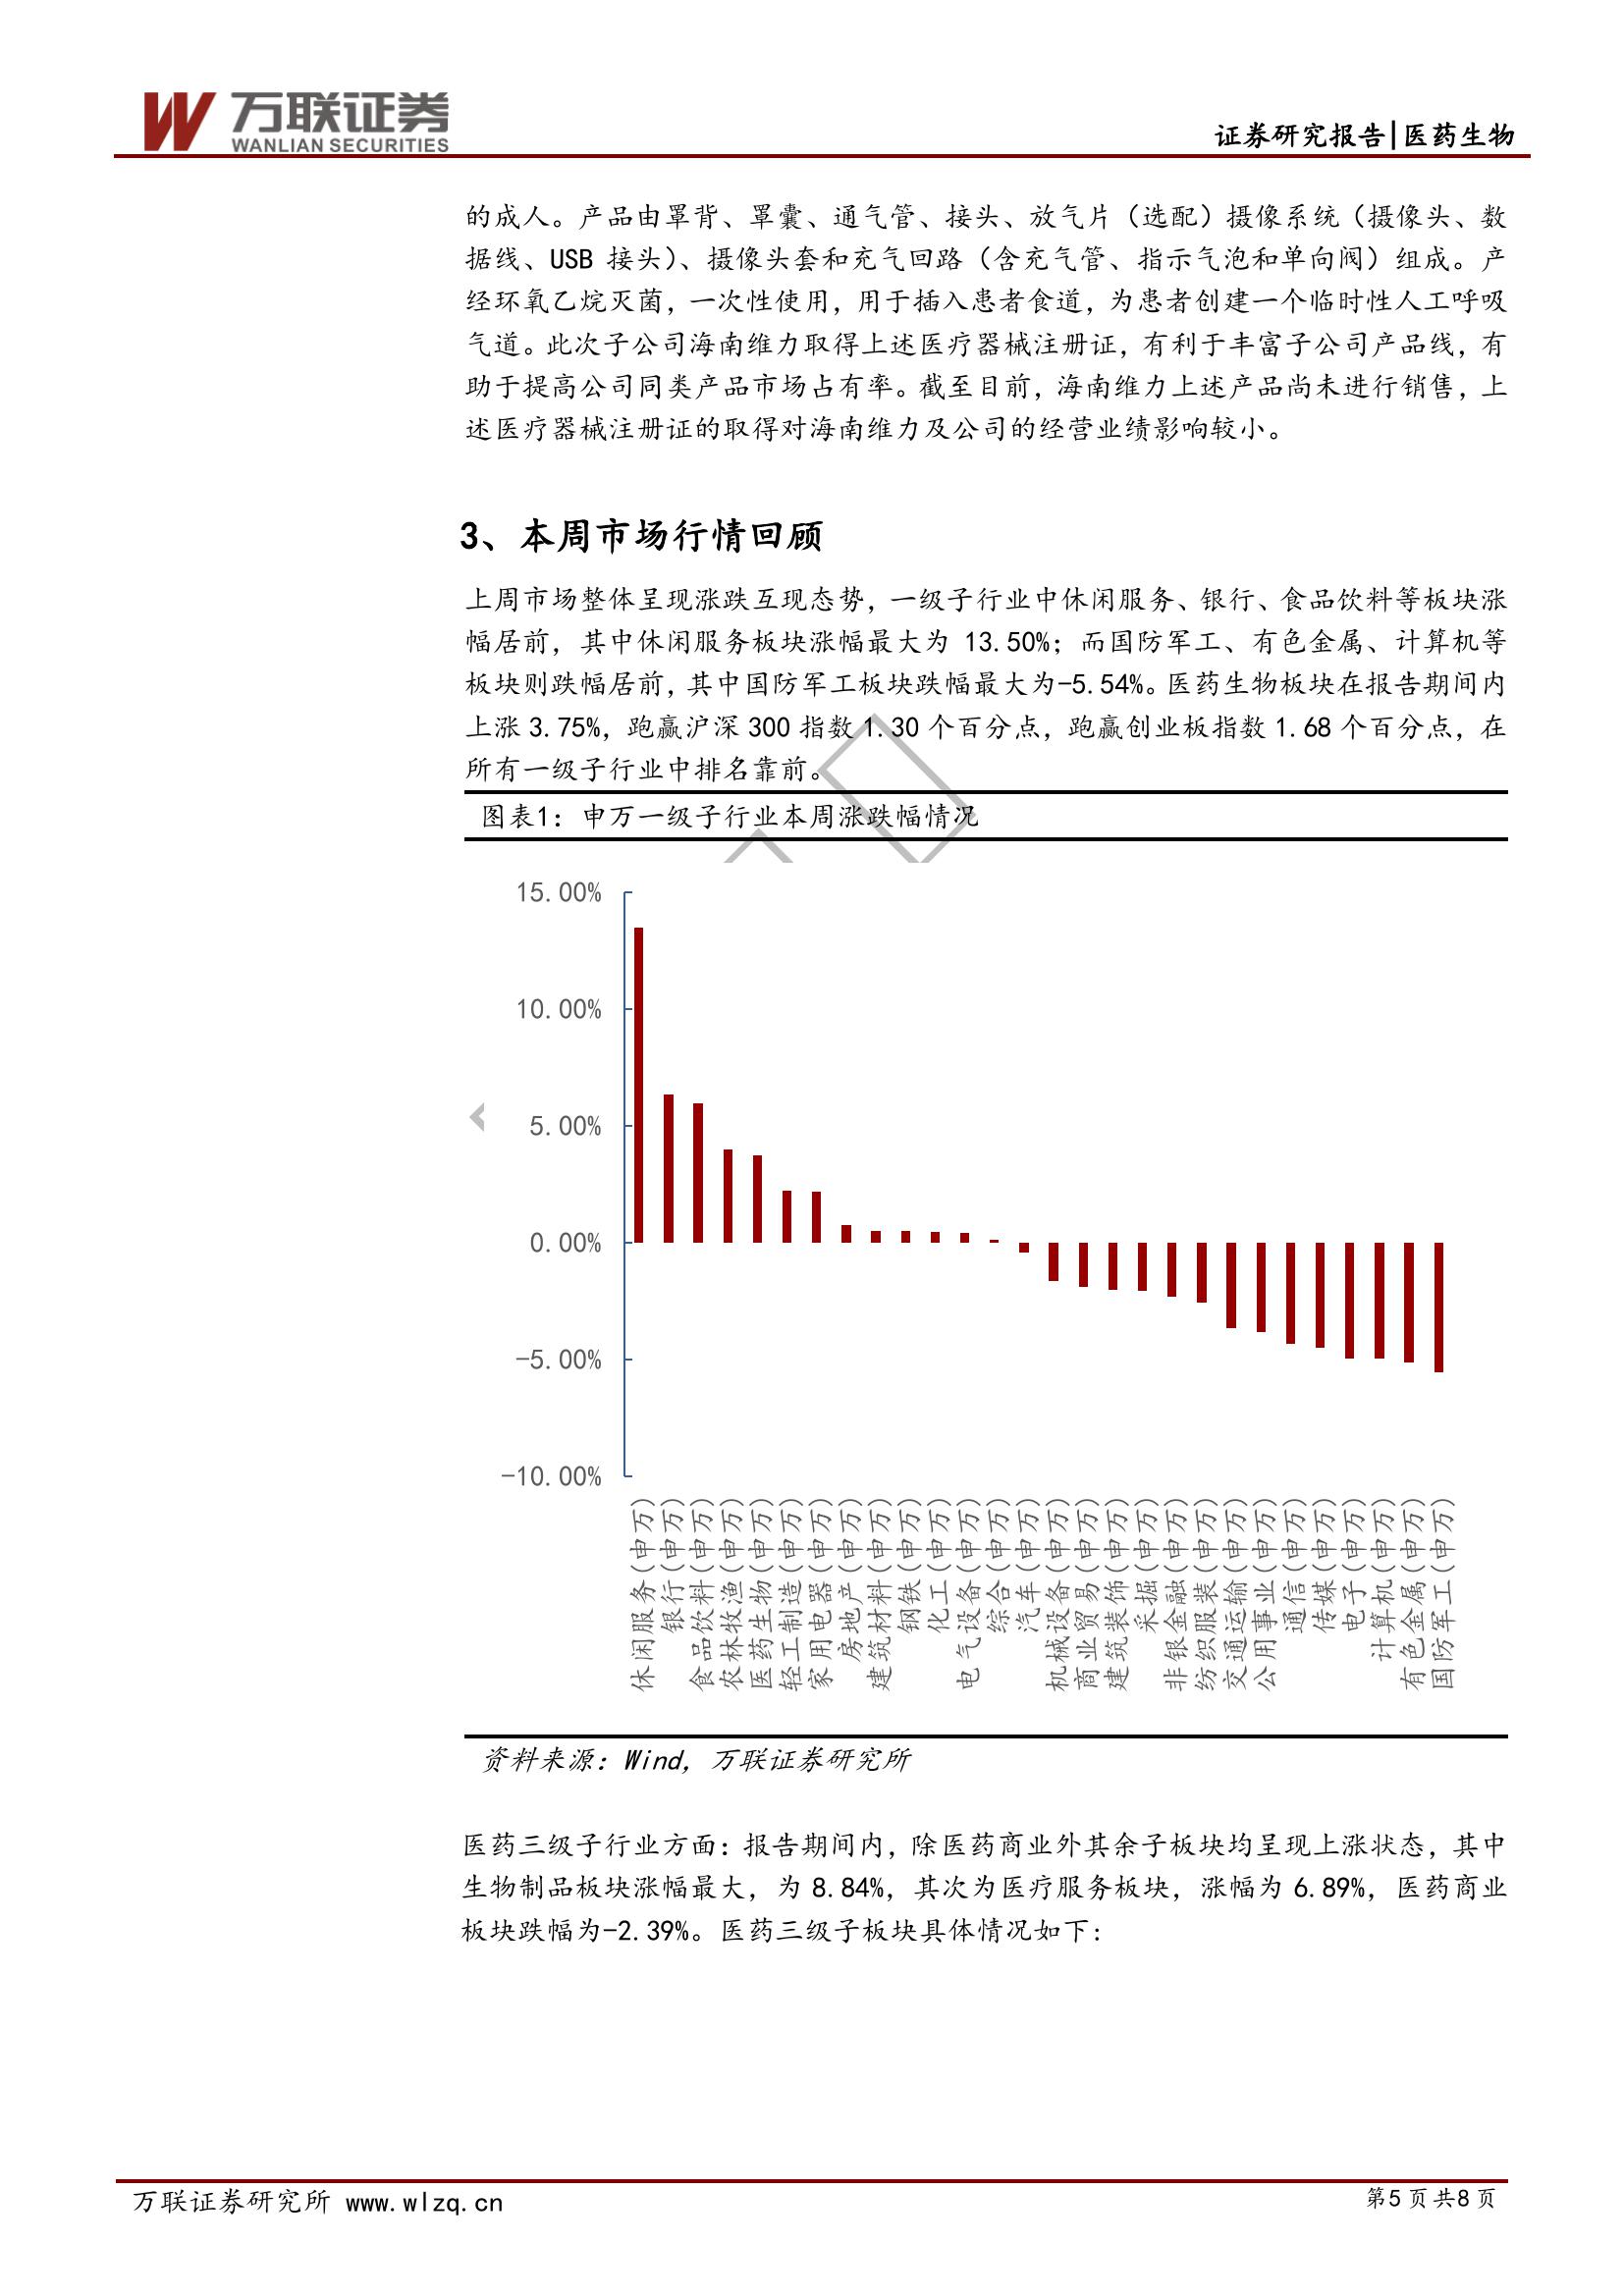 万联证券
WANLIAN SECURITIES
证券研究报告|医药生物
的成人。产品由罩背、罩囊、通气管、接头、放气片（选配）摄像系统（摄像头、数
据线、USB 接头）、摄像头套和充气回路（含充气管、指示气泡和单向阀）组成。产
经环氧乙烷灭菌，一次性使用，用于插入患者食道，为患者创建一个临时性人工呼吸
气道。此次子公司海南维力取得上述医疗器械注册证，有利于丰富子公司产品线，有
助于提高公司同类产品市场占有率。截至目前，海南维力上述产品尚未进行销售，上
述医疗器械注册证的取得对海南维力及公司的经营业绩影响较小。
3、本周市场行情回顾
上周市场整体呈现涨跌互现态势，一级子行业中休闲服务、银行、食品饮料等板块涨
幅居前，其中休闲服务板块涨幅最大为 13.50%；而国防军工、有色金属、计算机等
板块则跌幅居前，其中国防军工板块跌幅最大为-5.54%。医药生物板块在报告期间内
上涨 3.75%，跑赢沪深 300 指数 1.30 个百分点，跑赢创业板指数 1.68 个百分点，在
所有一级子行业中排名靠前。
图表1：申万一级子行业本周涨跌幅情况
15.00%
10.00%
5.00%
0.00%
-5.00%
-10.00%
休闲服务(申万)
银行(申万)
食品饮料(申万)
农林牧渔(申万)
医药生物(申万)
轻工制造(申万)
家用电器(申万)
房地产(申万)
建筑材料(申万)
钢铁(申万)
化工(申万)
电气设备(申万)
综合(申万)
汽车(申万)
机械设备(申万)
商业贸易(申万)
建筑装饰(申万)
采掘(申万)
非银金融(申万)
纺织服装(申万)
交通运输(申万)
公用事业(申万)
通信(申万)
传媒(申万)
电子(申万)
计算机(申万)
有色金属(申万)
国防军工(申万)
资料来源：Wind，万联证券研究所
医药三级子行业方面：报告期间内，除医药商业外其余子板块均呈现上涨状态，其中
生物制品板块涨幅最大，为 8.84%，其次为医疗服务板块，涨幅为 6.89%，医药商业
板块跌幅为-2.39%。医药三级子板块具体情况如下：
万联证券研究所 www.wlzq.cn
第5页共8页